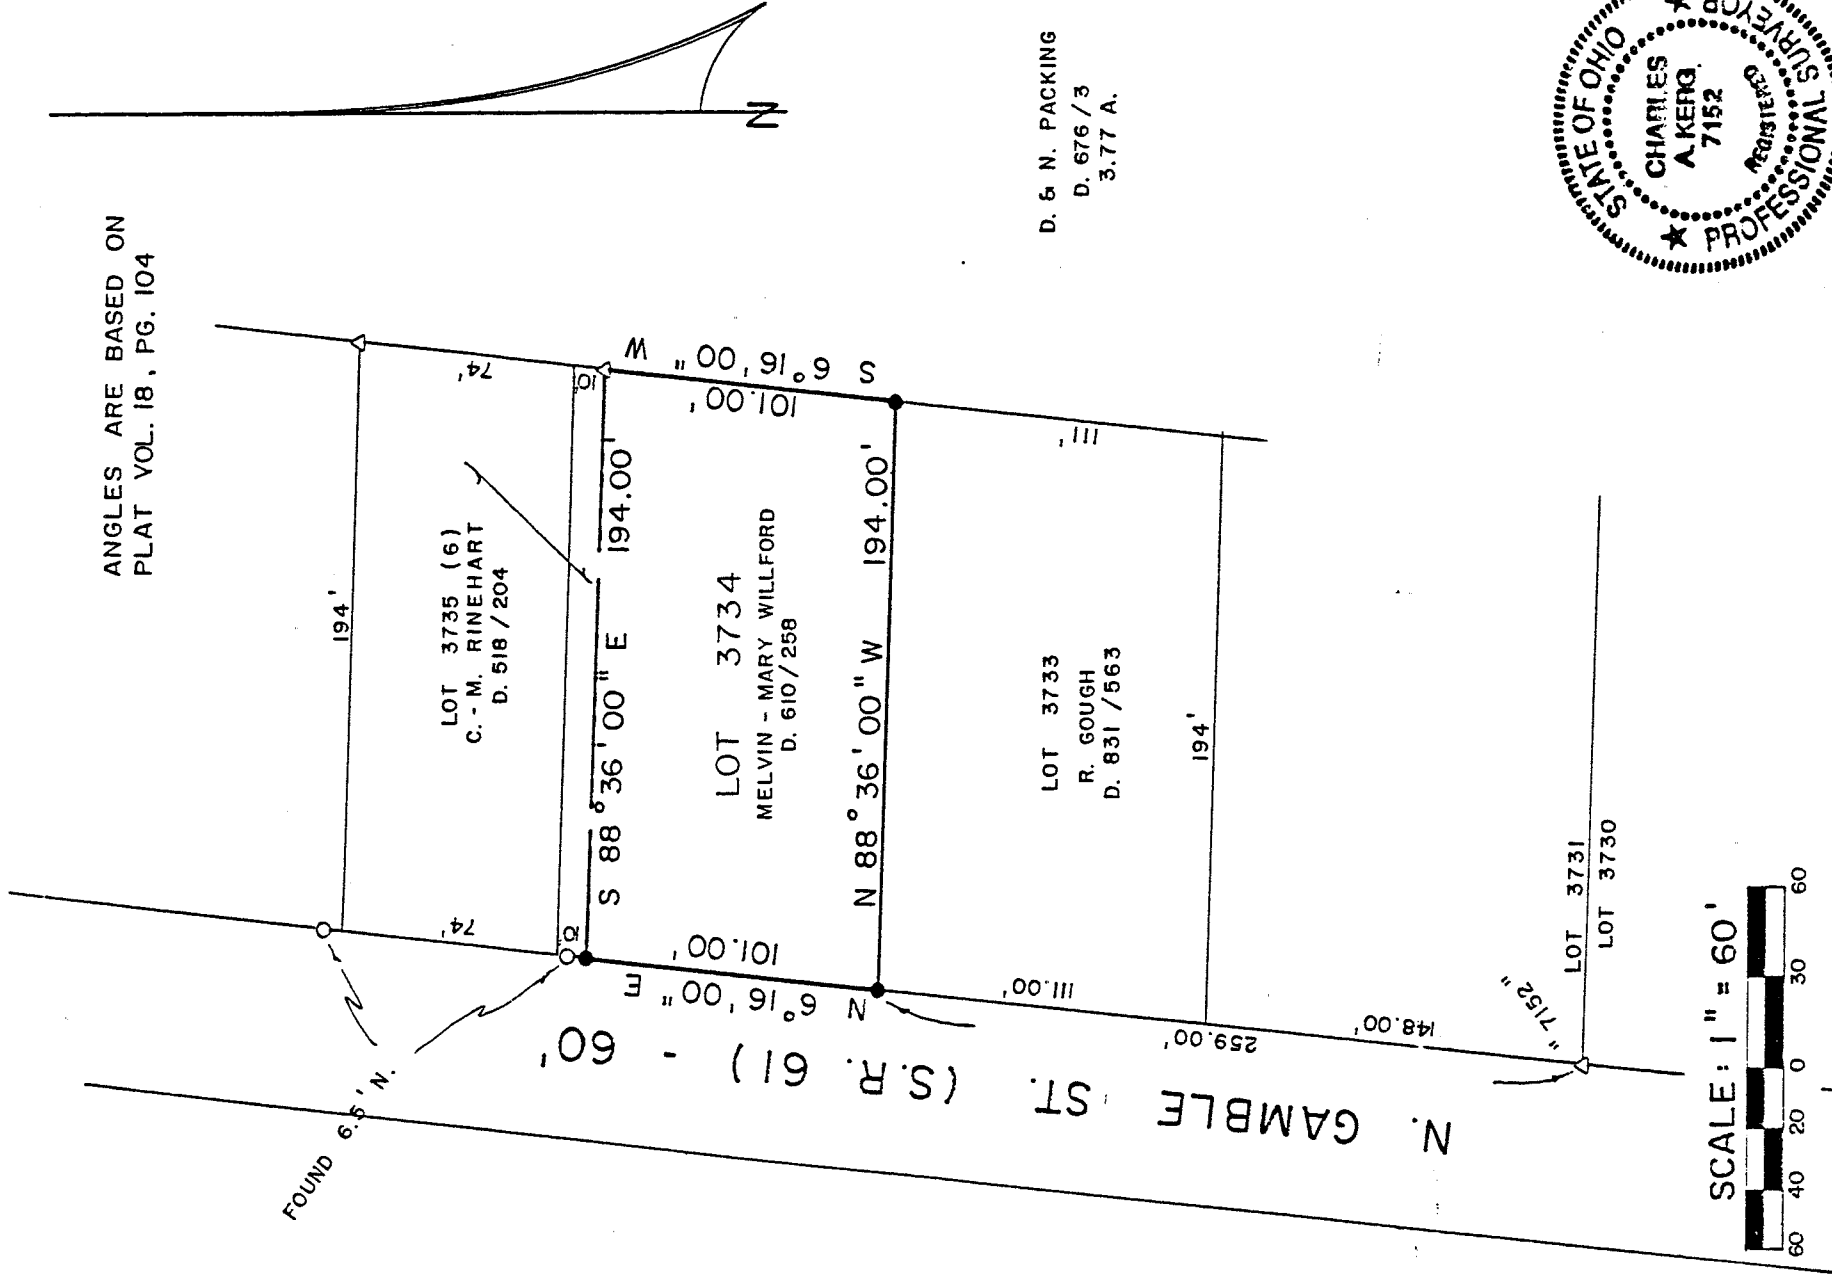 ANGLES ARE BASED ON
PLAT VOL. 18, PG. 104
N
D. & N. PACKING
D. 676/3
3.77 A.
STATE OF OHIO
CHARLES
A. KERG
7152
REGISTERED
PROFESSIONAL SURVEYOR
194'
74'
74'
LOT 3735 (6)
C. - M. RINEHART
D. 518/204
10'
S 88°36'00" E 194.00'
LOT 3734
MELVIN - MARY WILLFORD
D. 610/258
S 6°16'00" W
101.00'
N 6°16'00" E
101.00'
N 88°36'00" W 194.00'
LOT 3733
R. GOUGH
D. 831/563
111'
111.00'
194'
259.00'
148.00'
"7152"
LOT 3731
LOT 3730
FOUND 6.5' N.
N. GAMBLE ST. (S.R. 61) - 60'
SCALE: 1" = 60'
60 40 20 0 30 60